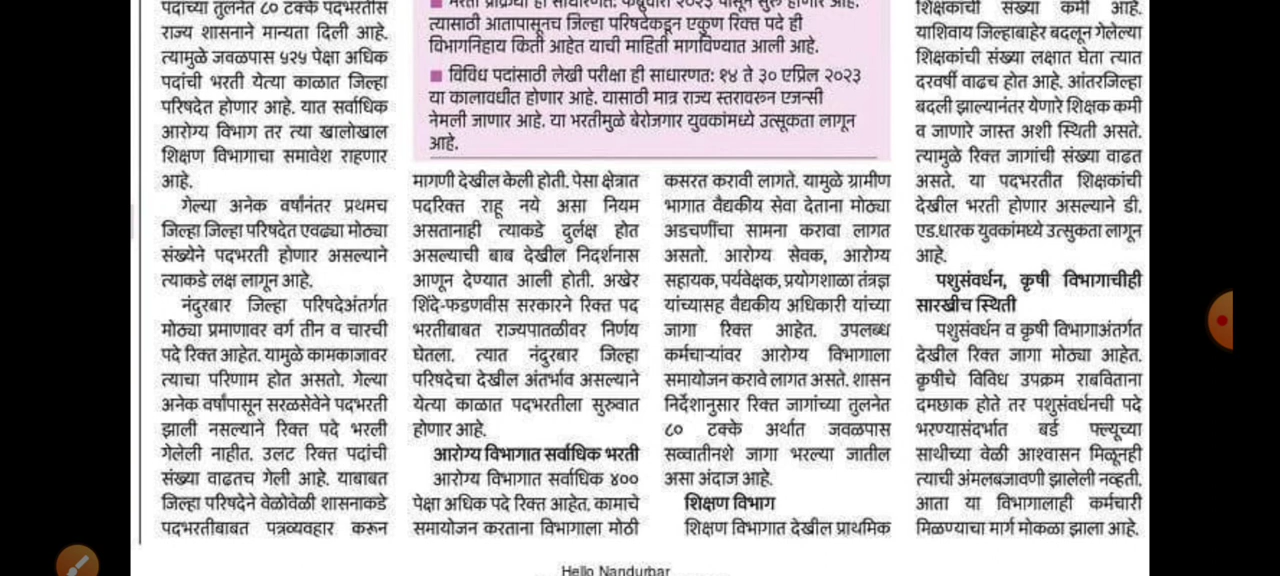 पदाच्या तुलनेत ८० टक्के पदभरतीस
राज्य शासनाने मान्यता दिली आहे.
त्यामुळे जवळपास ५२५ पेक्षा अधिक
पदांची भरती येत्या काळात जिल्हा
परिषदेत होणार आहे. यात सर्वाधिक
आरोग्य विभाग तर त्या खालोखाल
शिक्षण विभागाचा समावेश राहणार
आहे.
गेल्या अनेक वर्षांनंतर प्रथमच
जिल्हा जिल्हा परिषदेत एवढ्या मोठ्या
संख्येने पदभरती होणार असल्याने
त्याकडे लक्ष लागून आहे.
नंदुरबार जिल्हा परिषदेअंतर्गत
मोठ्या प्रमाणावर वर्ग तीन व चारची
पदे रिक्त आहेत. यामुळे कामकाजावर
त्याचा परिणाम होत असतो. गेल्या
अनेक वर्षांपासून सरळसेवेने पदभरती
झाली नसल्याने रिक्त पदे भरली
गेलेली नाहीत. उलट रिक्त पदांची
संख्या वाढतच गेली आहे. याबाबत
जिल्हा परिषदेने वेळोवेळी शासनाकडे
पदभरतीबाबत पत्रव्यवहार करून
■ भरती प्रक्रिया ही साधारणत: फेब्रुवारी २०२३ पासून सुरू होणार आहे.
त्यासाठी आतापासूनच जिल्हा परिषदेकडून एकुण रिक्त पदे ही
विभागनिहाय किती आहेत याची माहिती मागविण्यात आली आहे.
■ विविध पदांसाठी लेखी परीक्षा ही साधारणत: १४ ते ३० एप्रिल २०२३
या कालावधीत होणार आहे. यासाठी मात्र राज्य स्तरावरून एजन्सी
नेमली जाणार आहे. या भरतीमुळे बेरोजगार युवकांमध्ये उत्सूकता लागून
आहे.
मागणी देखील केली होती. पेसा क्षेत्रात
पदरिक्त राहू नये असा नियम
असतानाही त्याकडे दुर्लक्ष होत
असल्याची बाब देखील निदर्शनास
आणून देण्यात आली होती. अखेर
शिंदे-फडणवीस सरकारने रिक्त पद
भरतीबाबत राज्यपातळीवर निर्णय
घेतला. त्यात नंदुरबार जिल्हा
परिषदेचा देखील अंतर्भाव असल्याने
येत्या काळात पदभरतीला सुरुवात
होणार आहे.
आरोग्य विभागात सर्वाधिक भरती
आरोग्य विभागात सर्वाधिक ४००
पेक्षा अधिक पदे रिक्त आहेत. कामाचे
समायोजन करताना विभागाला मोठी
कसरत करावी लागते. यामुळे ग्रामीण
भागात वैद्यकीय सेवा देताना मोठ्या
अडचणींचा सामना करावा लागत
असतो. आरोग्य सेवक, आरोग्य
सहायक, पर्यवेक्षक, प्रयोगशाळा तंत्रज्ञ
यांच्यासह वैद्यकीय अधिकारी यांच्या
जागा रिक्त आहेत. उपलब्ध
कर्मचाऱ्यांवर आरोग्य विभागाला
समायोजन करावे लागत असते. शासन
निर्देशानुसार रिक्त जागांच्या तुलनेत
८० टक्के अर्थात जवळपास
सव्वातीनशे जागा भरल्या जातील
असा अंदाज आहे.
शिक्षण विभाग
शिक्षण विभागात देखील प्राथमिक
शिक्षकांची संख्या कमी आहे.
याशिवाय जिल्हाबाहेर बदलून गेलेल्या
शिक्षकांची संख्या लक्षात घेता त्यात
दरवर्षी वाढच होत आहे. आंतरजिल्हा
बदली झाल्यानंतर येणारे शिक्षक कमी
व जाणारे जास्त अशी स्थिती असते.
त्यामुळे रिक्त जागांची संख्या वाढत
असते. या पदभरतीत शिक्षकांची
देखील भरती होणार असल्याने डी.
एड.धारक युवकांमध्ये उत्सुकता लागून
आहे.
पशुसंवर्धन, कृषी विभागाचीही
सारखीच स्थिती
पशुसंवर्धन व कृषी विभागाअंतर्गत
देखील रिक्त जागा मोठ्या आहेत.
कृषीचे विविध उपक्रम राबविताना
दमछाक होते तर पशुसंवर्धनची पदे
भरण्यासंदर्भात बर्ड फ्ल्यूच्या
साथीच्या वेळी आश्वासन मिळूनही
त्याची अंमलबजावणी झालेली नव्हती.
आता या विभागालाही कर्मचारी
मिळण्याचा मार्ग मोकळा झाला आहे.
Hello Nandurbar